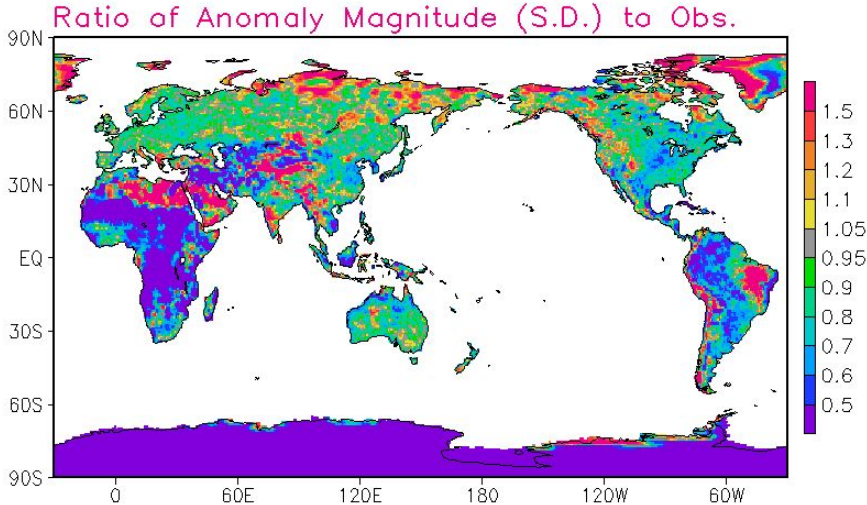 Ratio of Anomaly Magnitude (S.D.) to Obs.
90N
60N
30N
EQ
30S
60S
90S
0 60E 120E 180 120W 60W
1.5
1.3
1.2
1.1
1.05
0.95
0.9
0.8
0.7
0.6
0.5